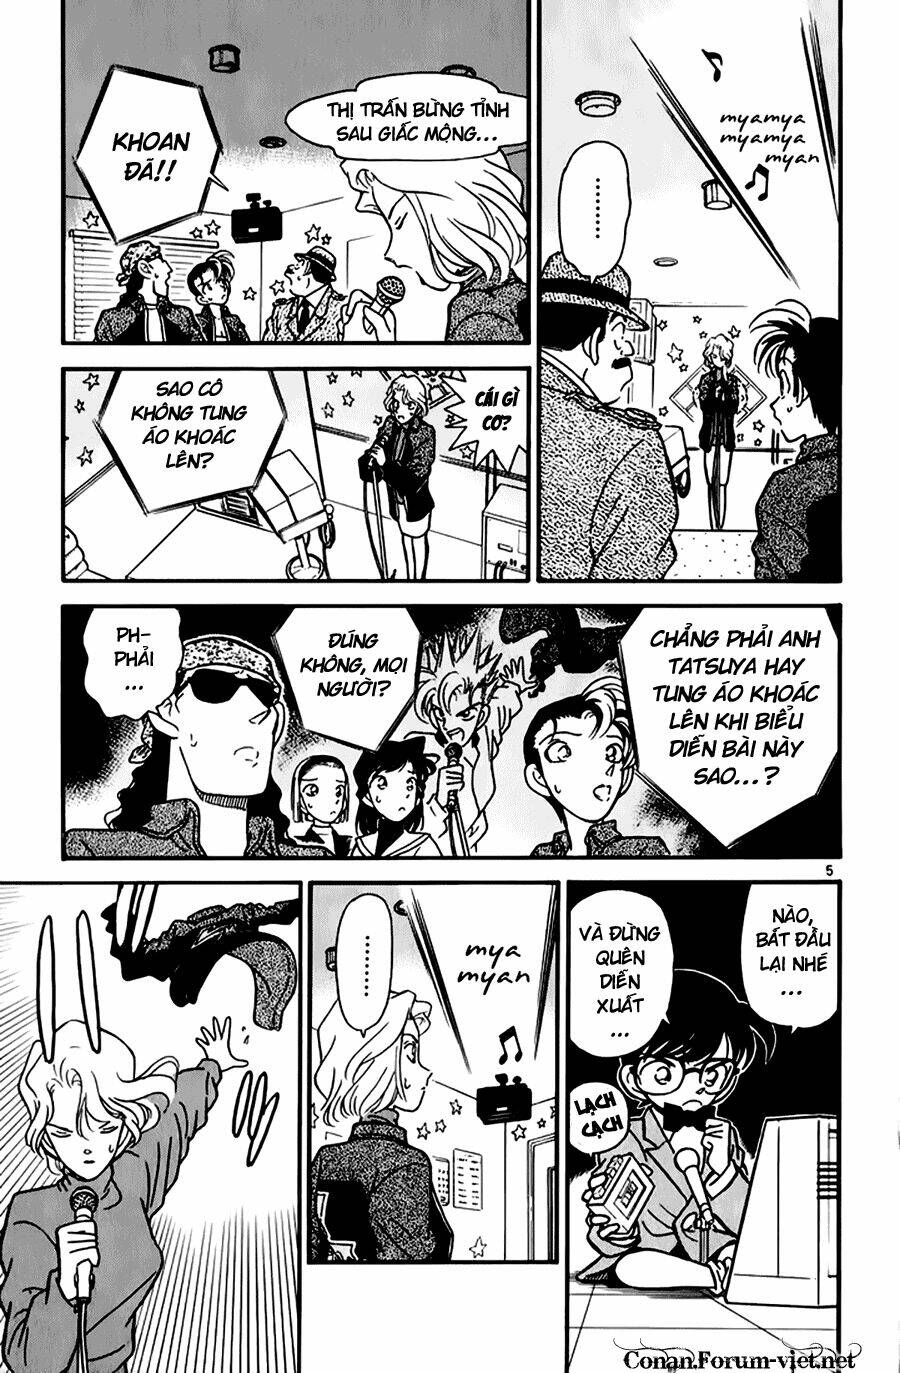 ♪
myamya
myamya
myan
♫
..........
THỊ TRẤN BỪNG TỈNH
SAU GIẤC MỘNG...
KHOAN
ĐÃ!!
CÁI GÌ
CƠ?
SAO CÔ
KHÔNG TUNG
ÁO KHOÁC
LÊN?
CHẲNG PHẢI ANH
TATSUYA HAY
TUNG ÁO KHOÁC
LÊN KHI BIỂU
DIỄN BÀI NÀY
SAO...?
ĐÚNG
KHÔNG, MỌI
NGƯỜI?
PH-
PHẢI
...
5
NÀO,
BẮT ĐẦU
LẠI NHÉ
...
VÀ ĐỪNG
QUÊN
DIỄN
XUẤT
...
LẠCH
CẠCH
mya
myan
♫
..........
Conan.Forum-viet.net